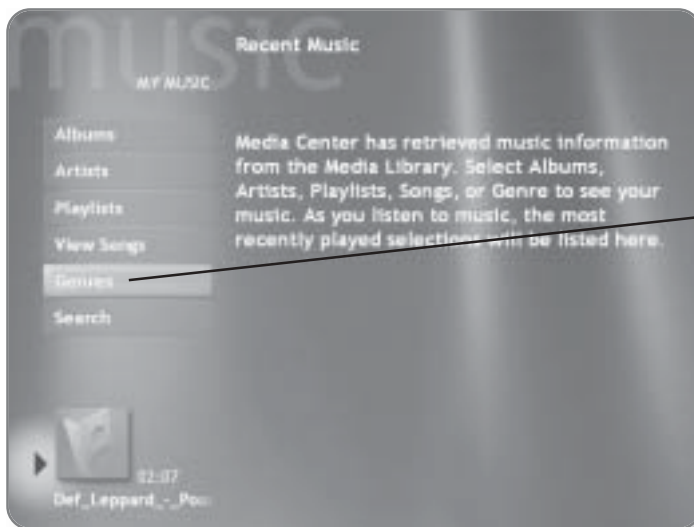 music
Recent Music
MY MUSIC
Albums
Artists
Playlists
View Songs
Genres
Search
Media Center has retrieved music information
from the Media Library. Select Albums,
Artists, Playlists, Songs, or Genre to see your
music. As you listen to music, the most
recently played selections will be listed here.
02:07
Def_Leppard_-_Pou